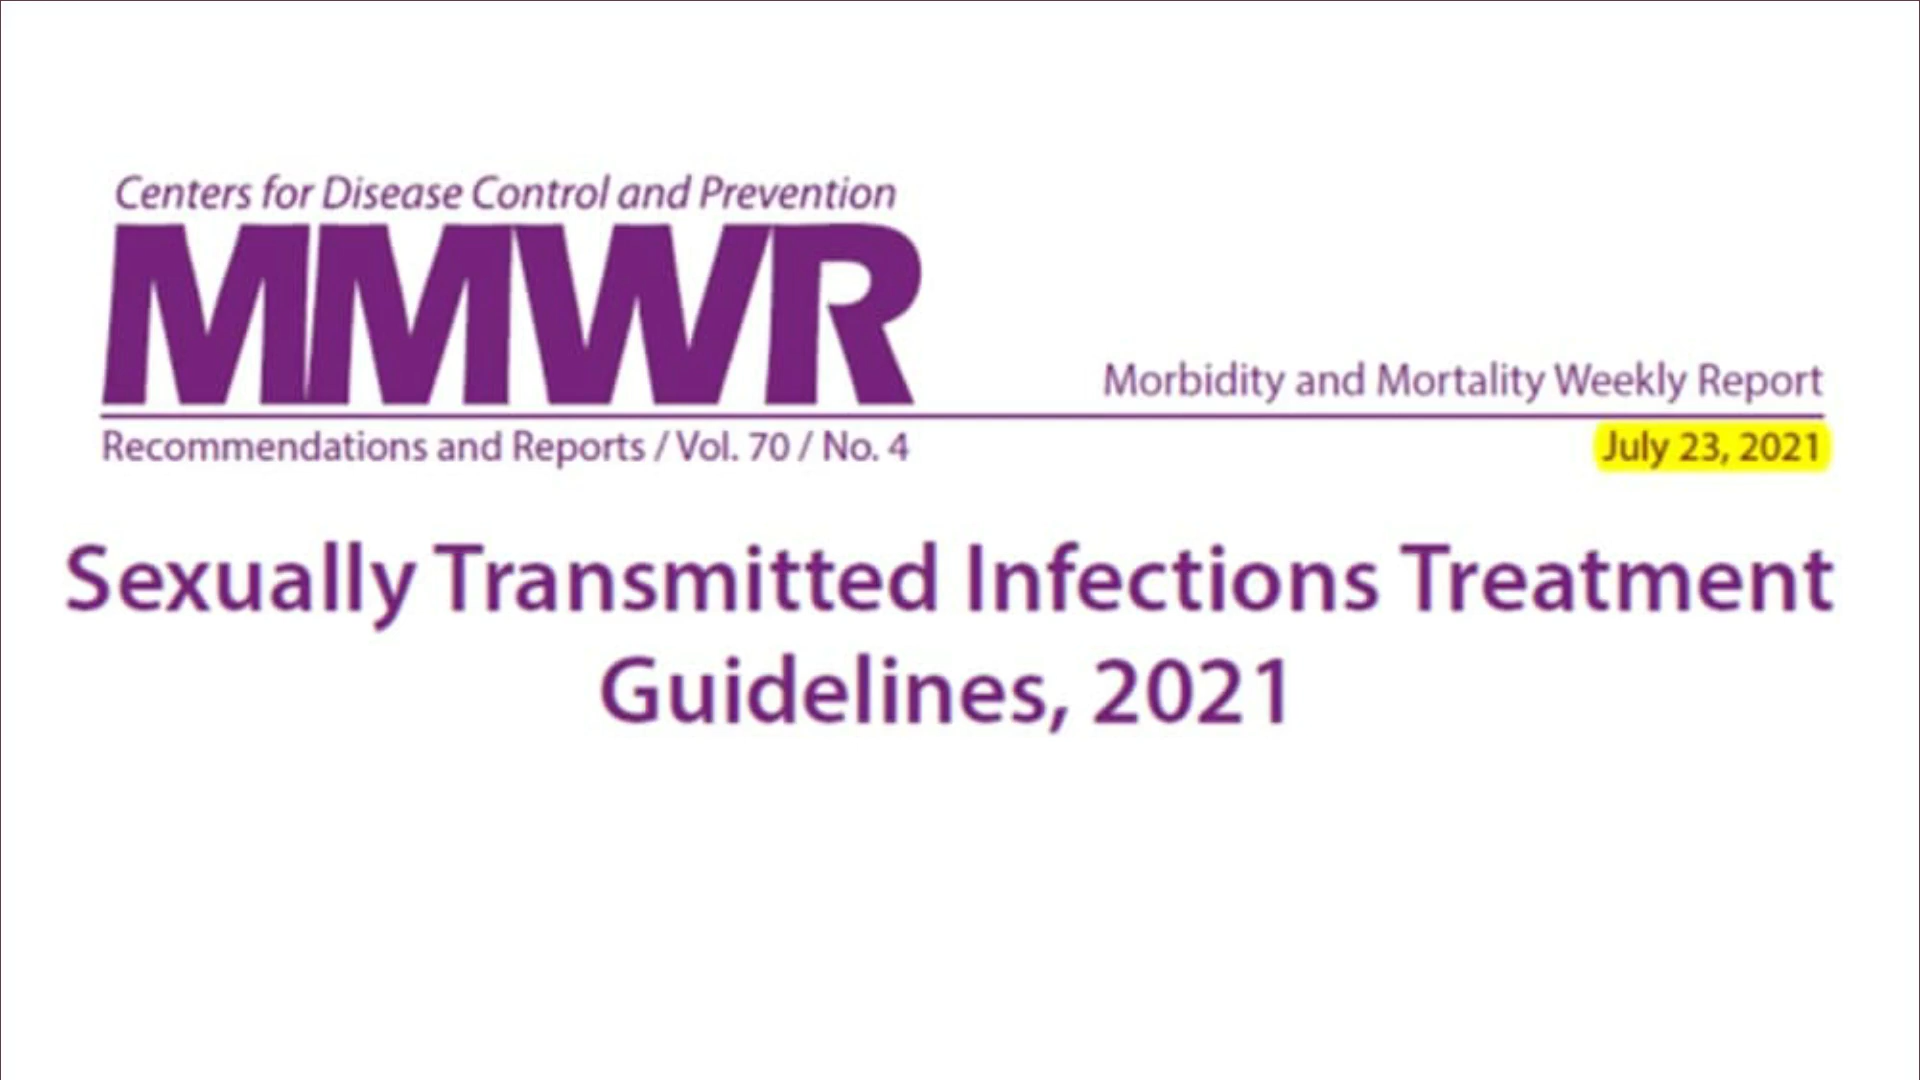 Centers for Disease Control and Prevention
MMWR
Morbidity and Mortality Weekly Report
Recommendations and Reports / Vol. 70 / No. 4
July 23, 2021
Sexually Transmitted Infections Treatment
Guidelines, 2021